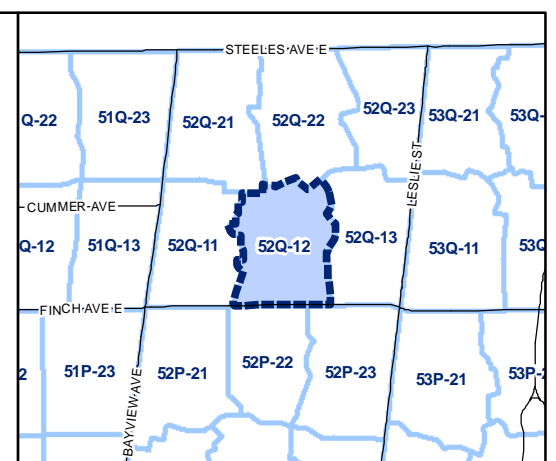 STEELES AVE E
Q-22
51Q-23
52Q-21
52Q-22
52Q-23
53Q-21
53Q-
LESLIE ST
CUMMER AVE
Q-12
51Q-13
52Q-11
52Q-12
52Q-13
53Q-11
53Q
FINCH AVE E
2
51P-23
52P-21
52P-22
52P-23
53P-21
53P-2
BAYVIEW AVE